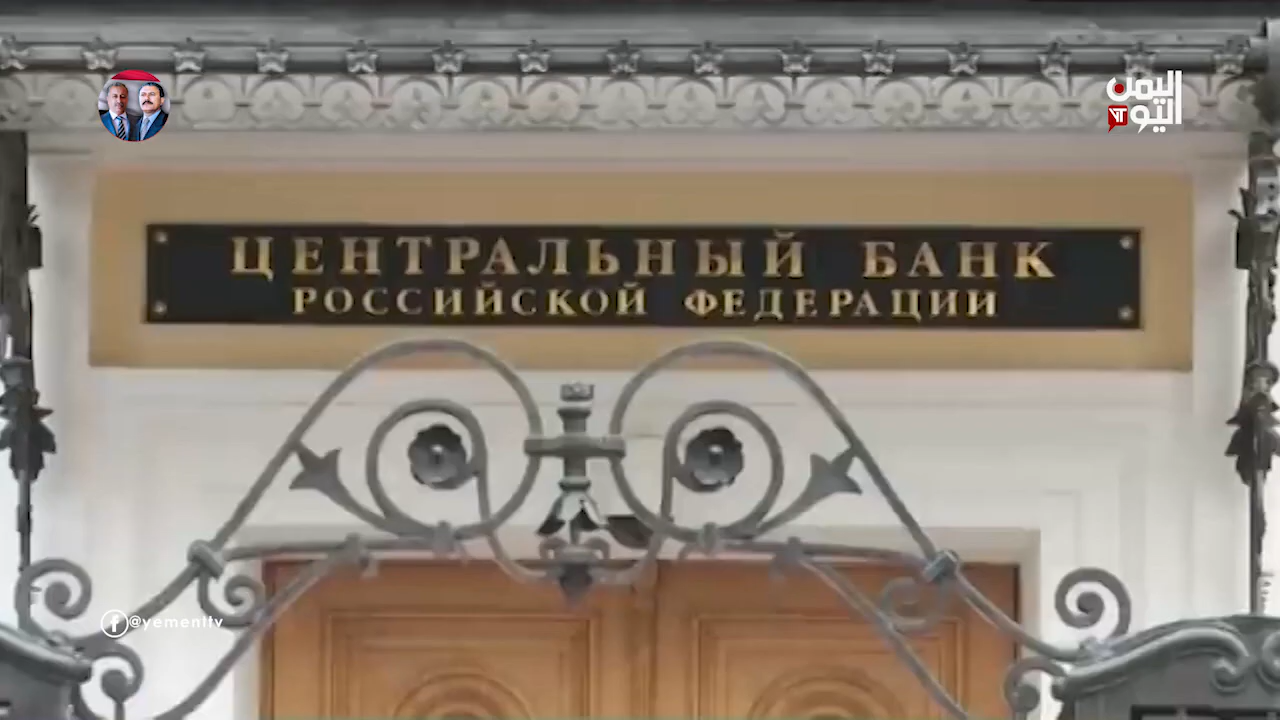 اليمن
اليوم
ЦЕНТРАЛЬНЫЙ БАНК
РОССИЙСКОЙ ФЕДЕРАЦИИ
@yementv